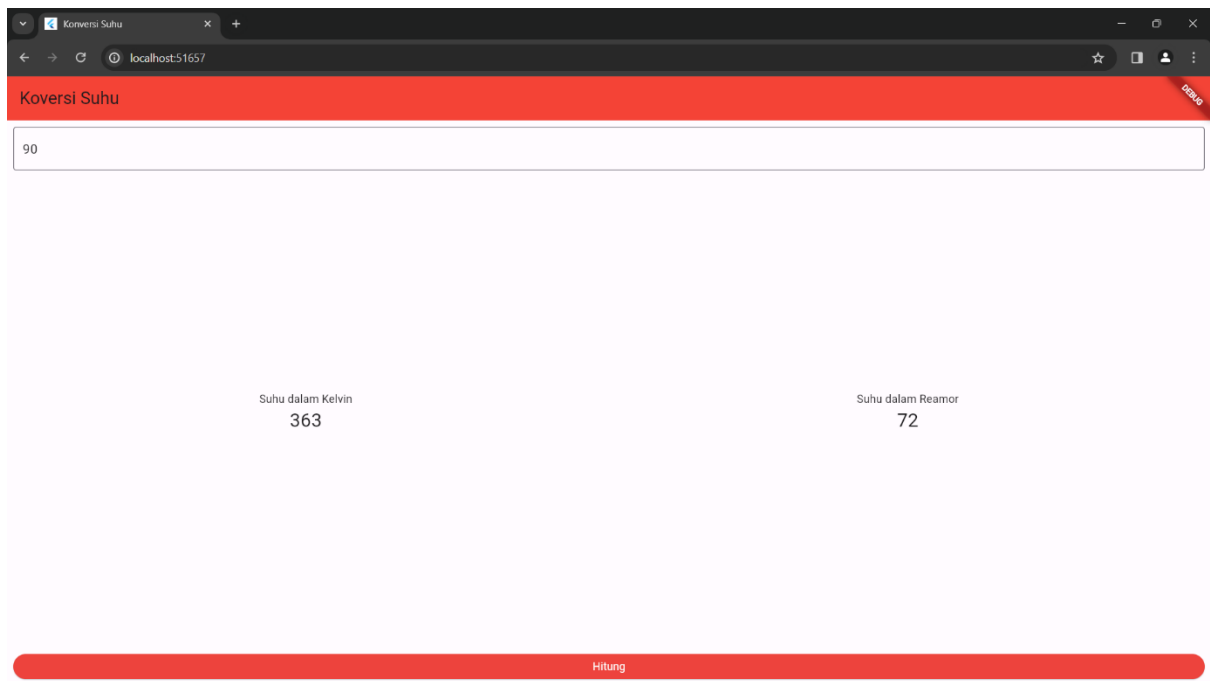 Konversi Suhu
localhost:51657
Koversi Suhu
DEBUG
90
Suhu dalam Kelvin
363
Suhu dalam Reamor
72
Hitung